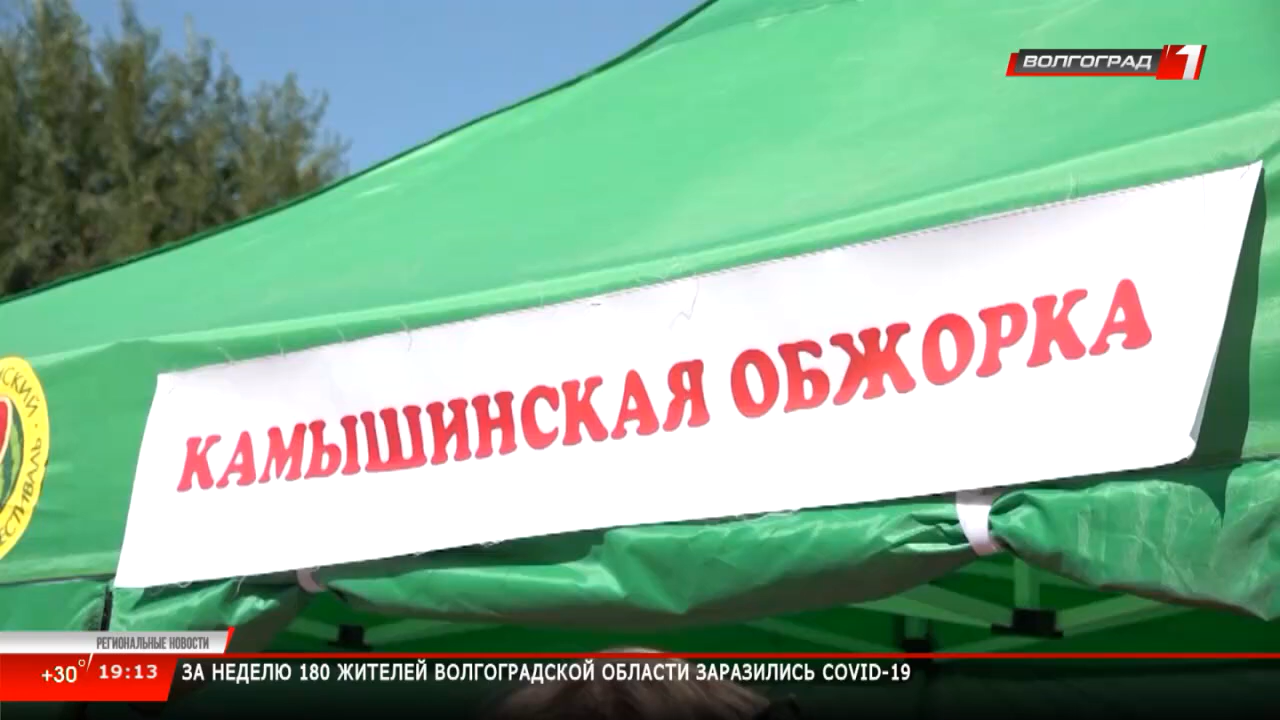 ВОЛГОГРАД 1
КАМЫШИНСКАЯ ОБЖОРКА
РЕГИОНАЛЬНЫЕ НОВОСТИ
+30° 19:13 ЗА НЕДЕЛЮ 180 ЖИТЕЛЕЙ ВОЛГОГРАДСКОЙ ОБЛАСТИ ЗАРАЗИЛИСЬ COVID-19